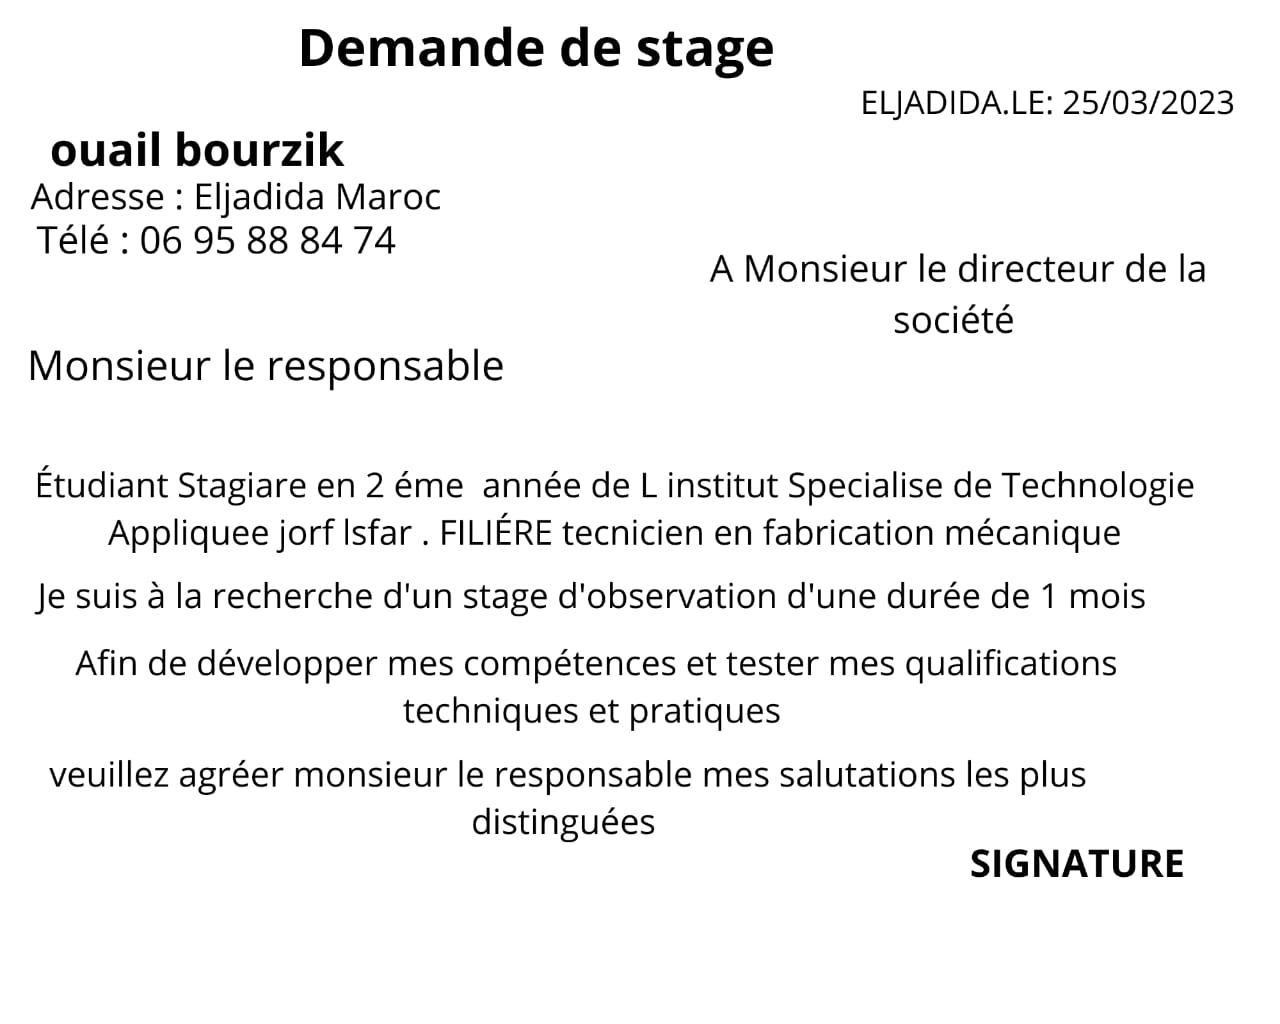 Demande de stage
ELJADIDA.LE: 25/03/2023
ouail bourzik
Adresse : Eljadida Maroc
Télé : 06 95 88 84 74
A Monsieur le directeur de la
société
Monsieur le responsable
Étudiant Stagiare en 2 éme  année de L institut Specialise de Technologie
Appliquee jorf lsfar . FILIÉRE tecnicien en fabrication mécanique
Je suis à la recherche d'un stage d'observation d'une durée de 1 mois
Afin de développer mes compétences et tester mes qualifications
techniques et pratiques
veuillez agréer monsieur le responsable mes salutations les plus
distinguées
SIGNATURE